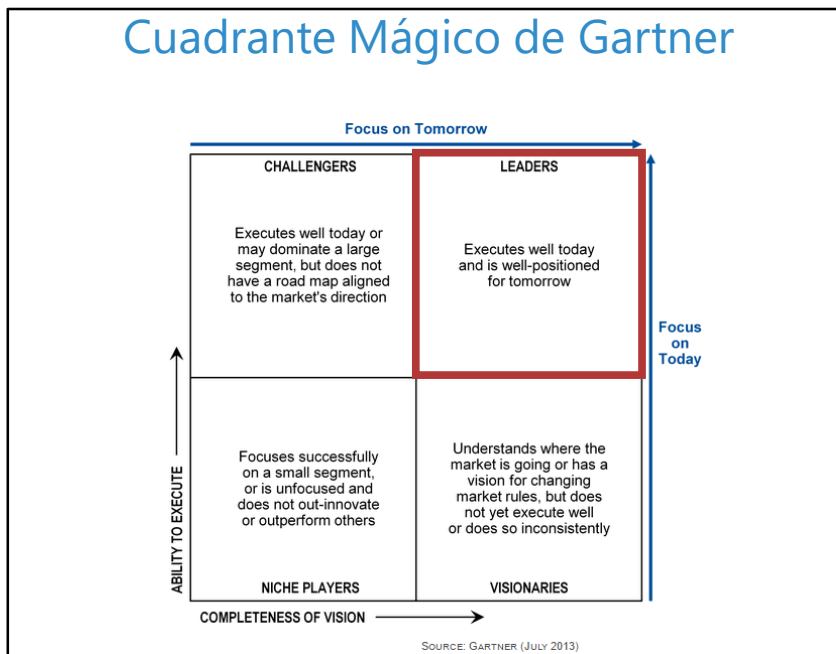 Cuadrante Mágico de Gartner
Focus on Tomorrow
CHALLENGERS
Executes well today or
may dominate a large
segment, but does not
have a road map aligned
to the market's direction
LEADERS
Executes well today
and is well-positioned
for tomorrow
Focus
on
Today
ABILITY TO EXECUTE
Focuses successfully
on a small segment,
or is unfocused and
does not out-innovate
or outperform others
NICHE PLAYERS
Understands where the
market is going or has a
vision for changing
market rules, but does
not yet execute well
or does so inconsistently
VISIONARIES
COMPLETENESS OF VISION
SOURCE: GARTNER (JULY 2013)